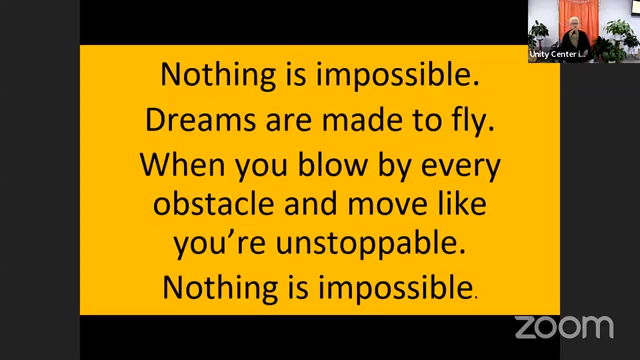 Unity Center i...
Nothing is impossible.
Dreams are made to fly.
When you blow by every
obstacle and move like
you're unstoppable.
Nothing is impossible.
zoom